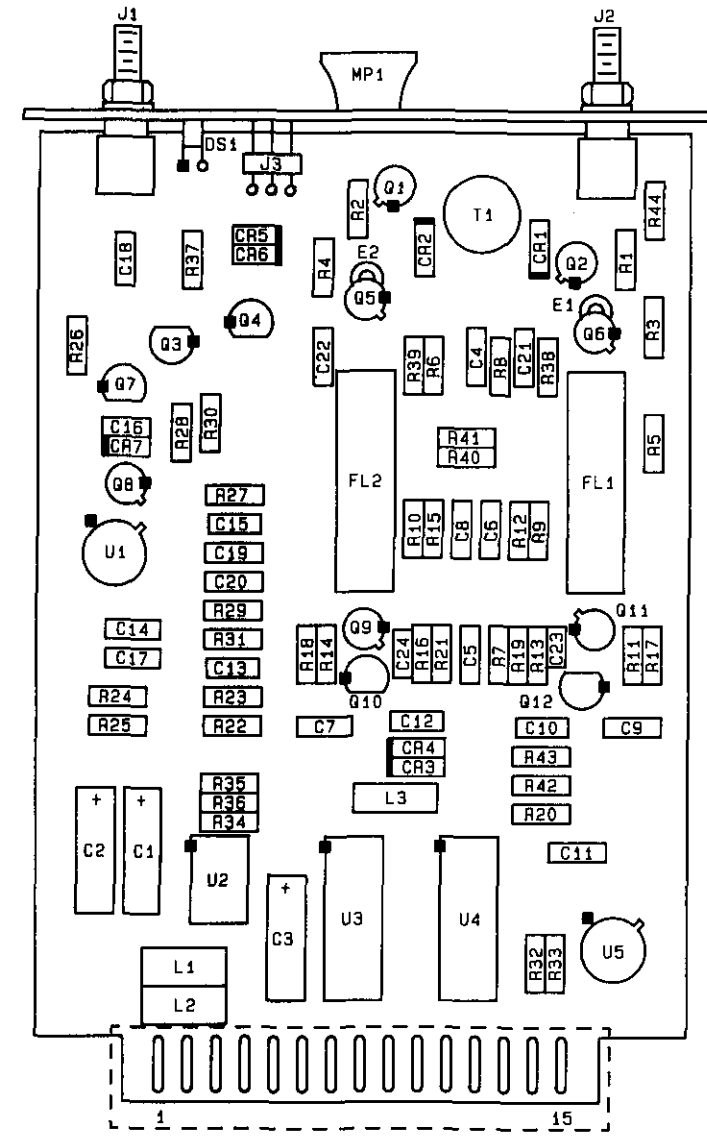 J1
J2
MP1
DS1
J3
Q1
R2
T1
R44
C18
R37
CR5
CR6
R4
E2
CR2
CR1
Q2
R1
Q5
E1
Q6
R3
R26
Q3
Q4
C22
R39
R6
C4
R8
C21
R38
Q7
C16
CR7
R28
R30
R41
R40
R5
Q8
FL2
FL1
R27
R10
R15
C8
C6
R12
R9
C15
U1
C19
C20
R29
Q9
Q11
C14
R31
R18
R14
C24
R16
R21
C5
R7
R19
R13
C23
R11
R17
C17
C13
Q10
Q12
R24
R23
R25
R22
C7
C12
C10
C9
CR4
CR3
R43
R35
R36
R34
L3
R42
R20
+
+
C2
C1
U2
C11
+
C3
U3
U4
R32
R33
U5
L1
L2
1
15